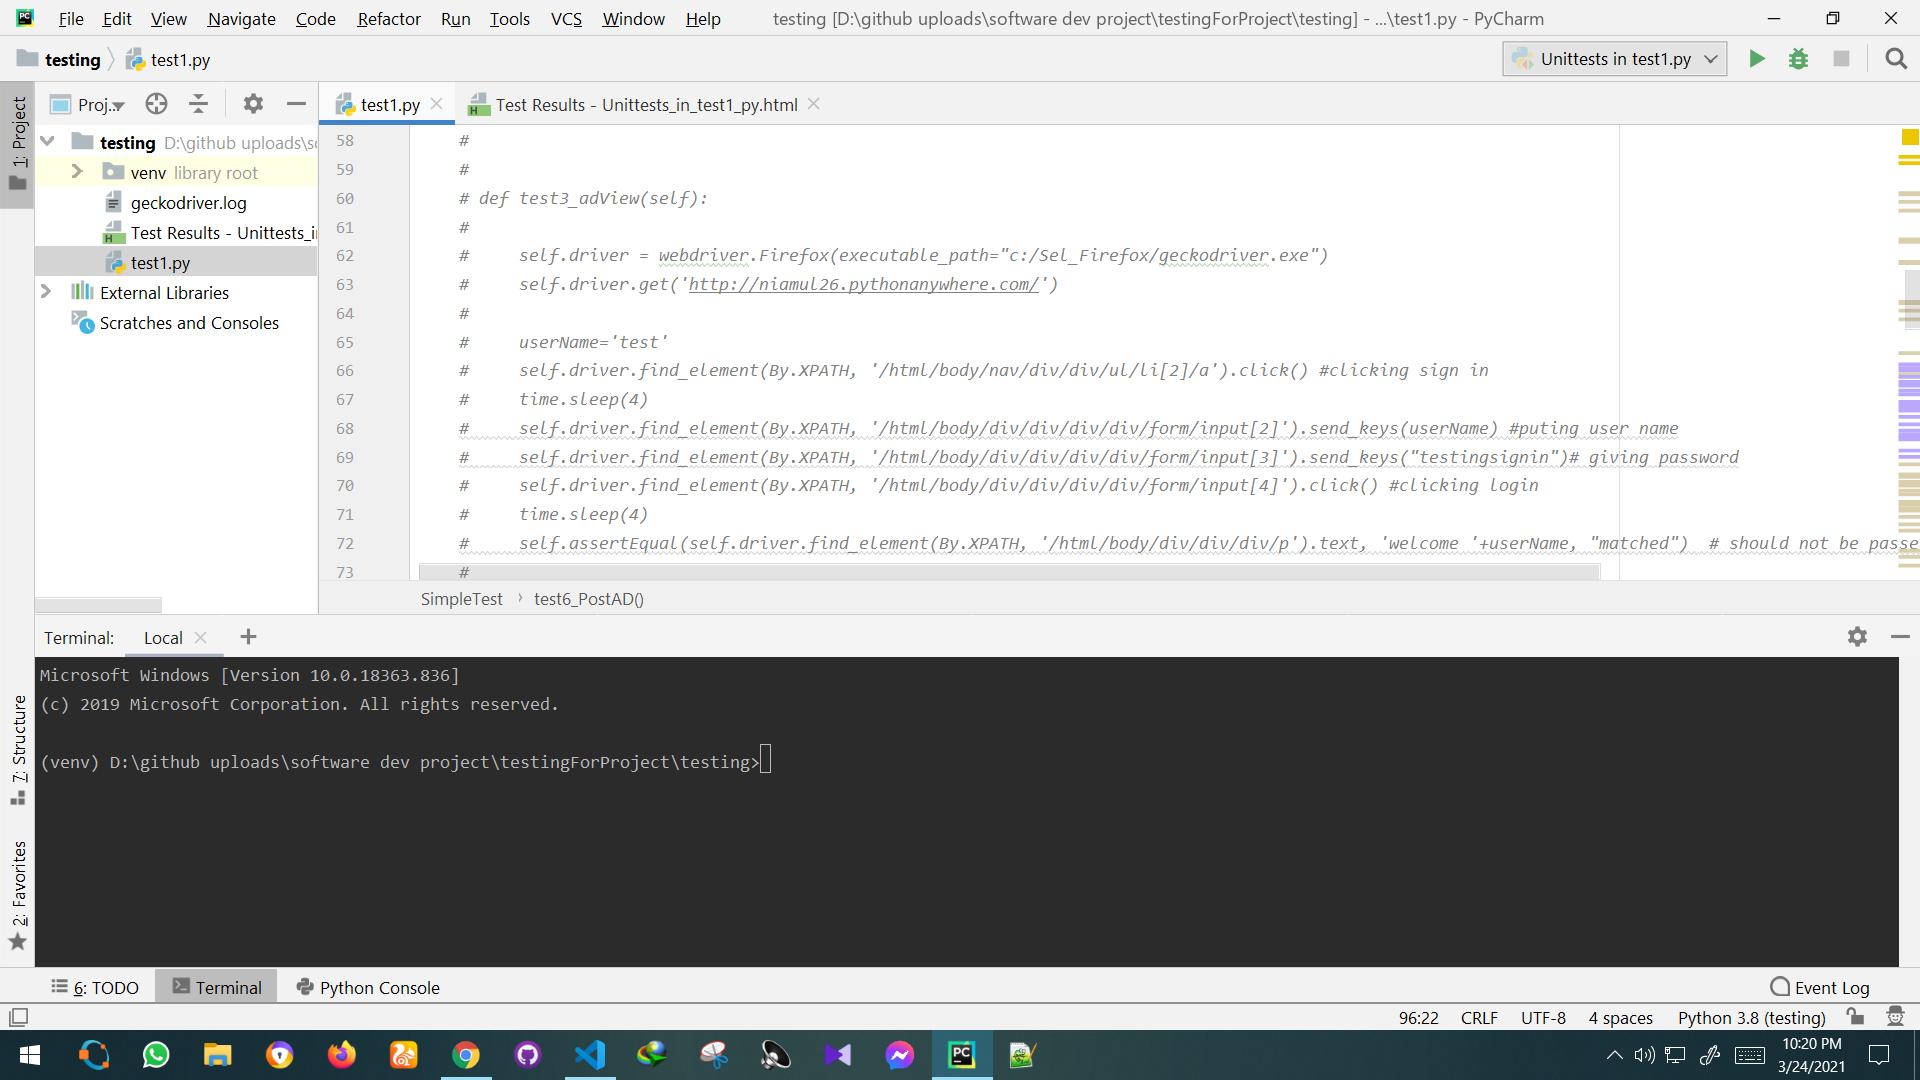 File Edit View Navigate Code Refactor Run Tools VCS Window Help testing [D:\github uploads\software dev project\testingForProject\testing] - ...\test1.py - PyCharm
testing test1.py Unittests in test1.py
1: Project
Proj.. test1.py Test Results - Unittests_in_test1_py.html
testing D:\github uploads\s
venv library root
geckodriver.log
Test Results - Unittests_i
test1.py
External Libraries
Scratches and Consoles
58 #
59 #
60 # def test3_adView(self):
61 #
62 #     self.driver = webdriver.Firefox(executable_path="c:/Sel_Firefox/geckodriver.exe")
63 #     self.driver.get('http://niamul26.pythonanywhere.com/')
64 #
65 #     userName='test'
66 #     self.driver.find_element(By.XPATH, '/html/body/nav/div/div/ul/li[2]/a').click() #clicking sign in
67 #     time.sleep(4)
68 #     self.driver.find_element(By.XPATH, '/html/body/div/div/div/div/form/input[2]').send_keys(userName) #puting user name
69 #     self.driver.find_element(By.XPATH, '/html/body/div/div/div/div/form/input[3]').send_keys("testingsignin")# giving password
70 #     self.driver.find_element(By.XPATH, '/html/body/div/div/div/div/form/input[4]').click() #clicking login
71 #     time.sleep(4)
72 #     self.assertEqual(self.driver.find_element(By.XPATH, '/html/body/div/div/div/p').text, 'welcome '+userName, "matched")  # should not be passe
73 #
SimpleTest › test6_PostAD()
Terminal: Local +
Microsoft Windows [Version 10.0.18363.836]
(c) 2019 Microsoft Corporation. All rights reserved.
(venv) D:\github uploads\software dev project\testingForProject\testing>
7: Structure
2: Favorites
6: TODO Terminal Python Console Event Log
96:22 CRLF UTF-8 4 spaces Python 3.8 (testing)
10:20 PM
3/24/2021